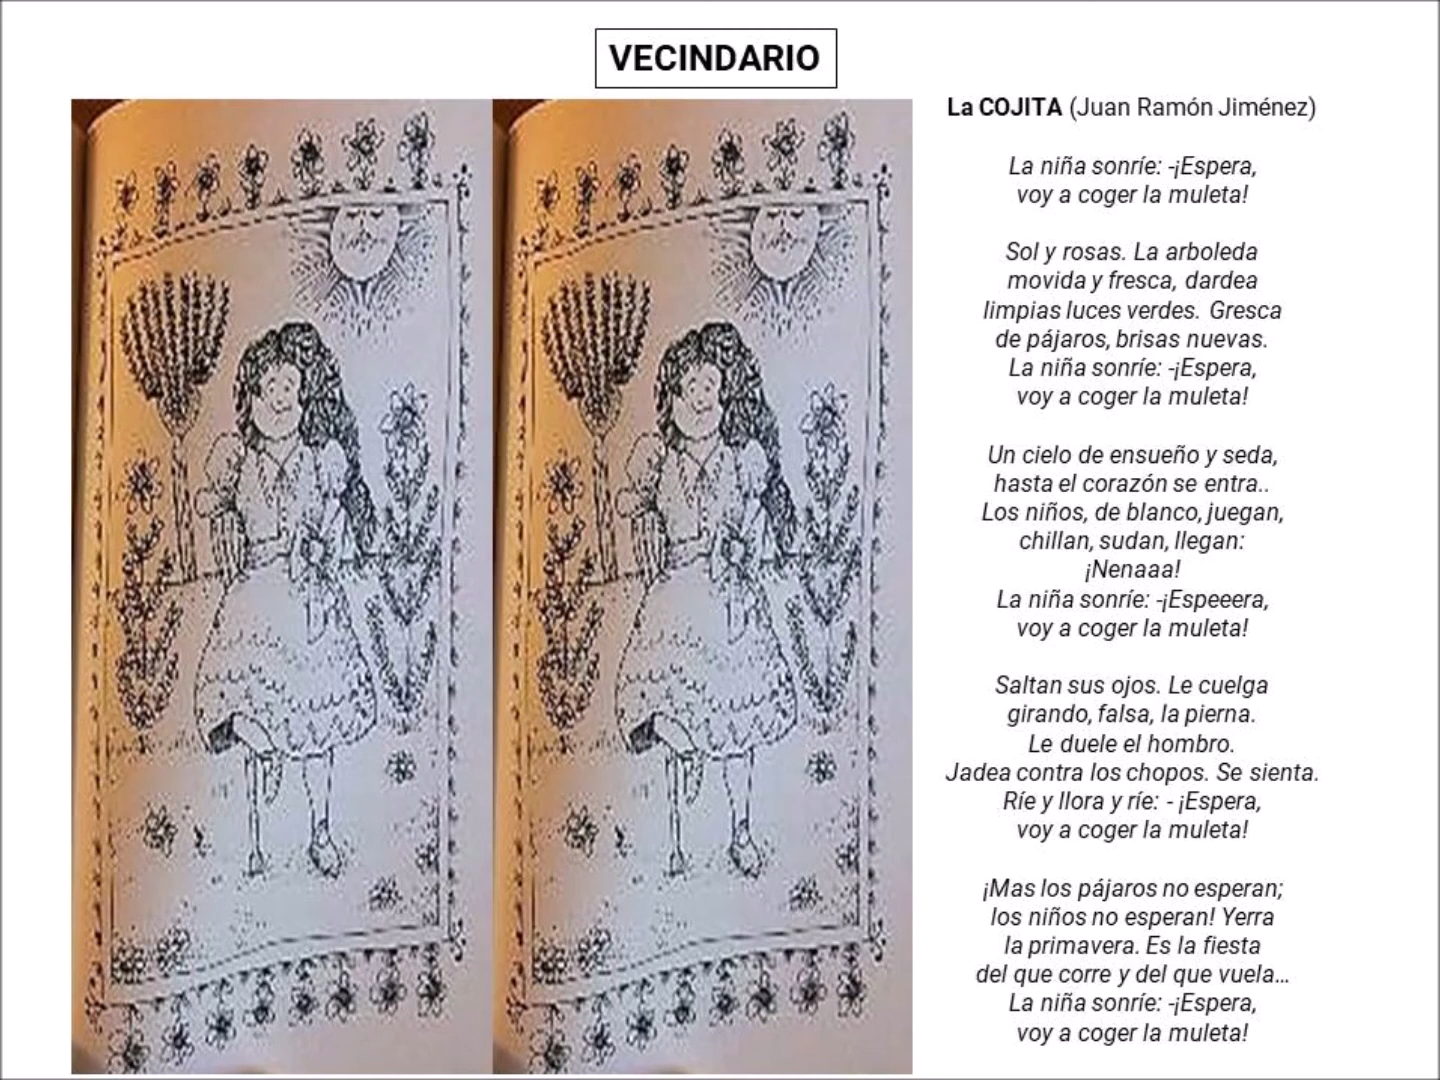 VECINDARIO
La COJITA (Juan Ramón Jiménez)
La niña sonríe: -¡Espera,
voy a coger la muleta!
Sol y rosas. La arboleda
movida y fresca, dardea
limpias luces verdes. Gresca
de pájaros, brisas nuevas.
La niña sonríe: -¡Espera,
voy a coger la muleta!
Un cielo de ensueño y seda,
hasta el corazón se entra..
Los niños, de blanco, juegan,
chillan, sudan, llegan:
¡Nenaaa!
La niña sonríe: -¡Espeeera,
voy a coger la muleta!
Saltan sus ojos. Le cuelga
girando, falsa, la pierna.
Le duele el hombro.
Jadea contra los chopos. Se sienta.
Ríe y llora y ríe: - ¡Espera,
voy a coger la muleta!
¡Mas los pájaros no esperan;
los niños no esperan! Yerra
la primavera. Es la fiesta
del que corre y del que vuela...
La niña sonríe: -¡Espera,
voy a coger la muleta!